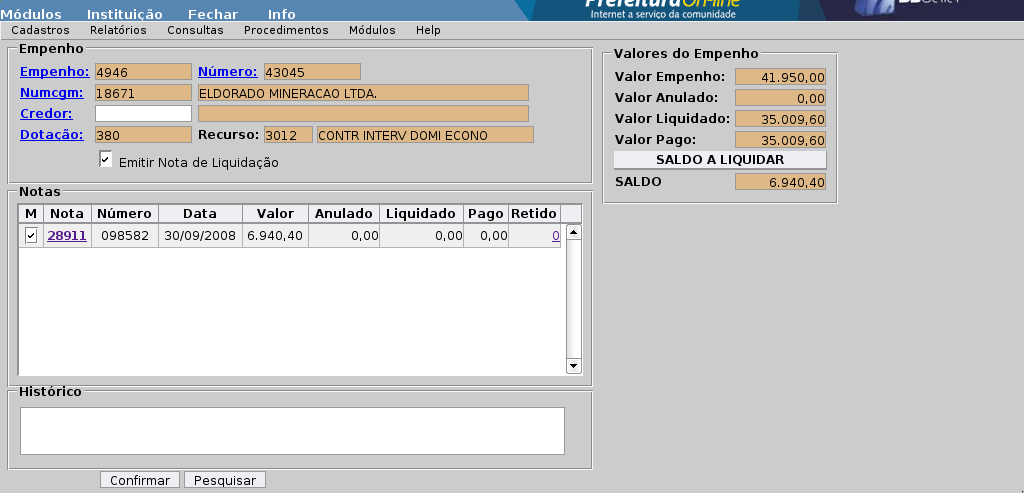 Módulos Instituição Fechar Info
Prefeitura On-line
Internet a serviço da comunidade
Cadastros Relatórios Consultas Procedimentos Módulos Help
Empenho
Empenho: 4946 Número: 43045
Numcgm: 18671 ELDORADO MINERACAO LTDA.
Credor:
Dotação: 380 Recurso: 3012 CONTR INTERV DOMI ECONO
Emitir Nota de Liquidação
Valores do Empenho
Valor Empenho: 41.950,00
Valor Anulado: 0,00
Valor Liquidado: 35.009,60
Valor Pago: 35.009,60
SALDO A LIQUIDAR
SALDO 6.940,40
Notas
M Nota Número Data Valor Anulado Liquidado Pago Retido
28911 098582 30/09/2008 6.940,40 0,00 0,00 0,00 0
Histórico
Confirmar Pesquisar